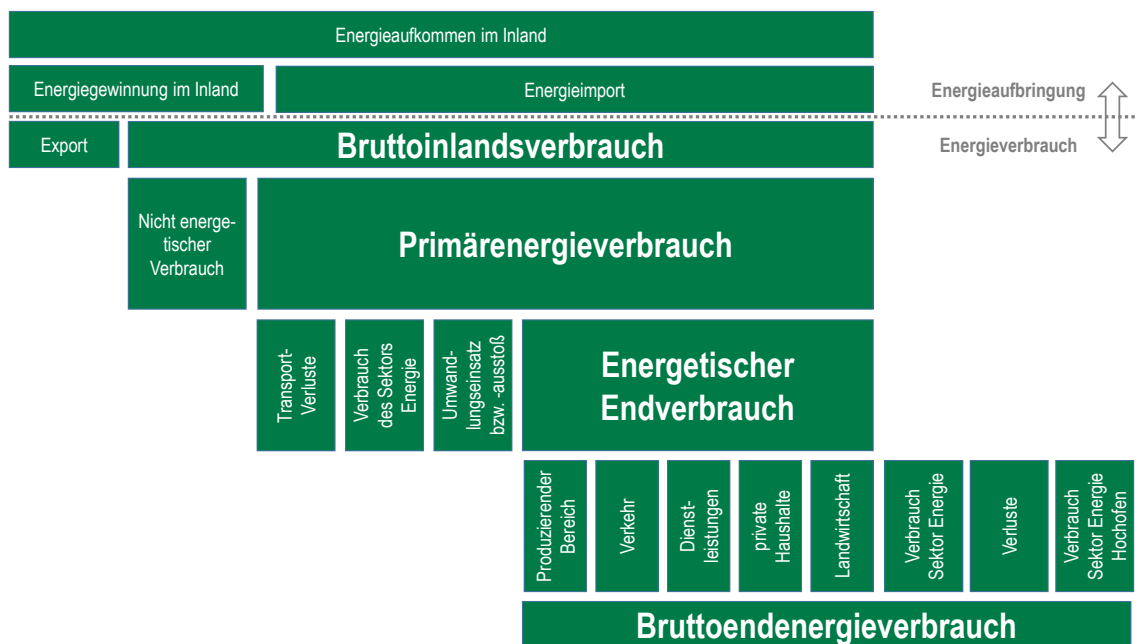 Energieaufkommen im Inland
Energiegewinnung im Inland
Energieimport
Energieaufbringung
Export
Bruttoinlandsverbrauch
Energieverbrauch
Nicht energe-
tischer
Verbrauch
Primärenergieverbrauch
Transport-
Verluste
Verbrauch
des Sektors
Energie
Umwand-
lungseinsatz
bzw. -ausstoß
Energetischer
Endverbrauch
Produzierender
Bereich
Verkehr
Dienst-
leistungen
private
Haushalte
Landwirtschaft
Verbrauch
Sektor Energie
Verluste
Verbrauch
Sektor Energie
Hochofen
Bruttoendenergieverbrauch